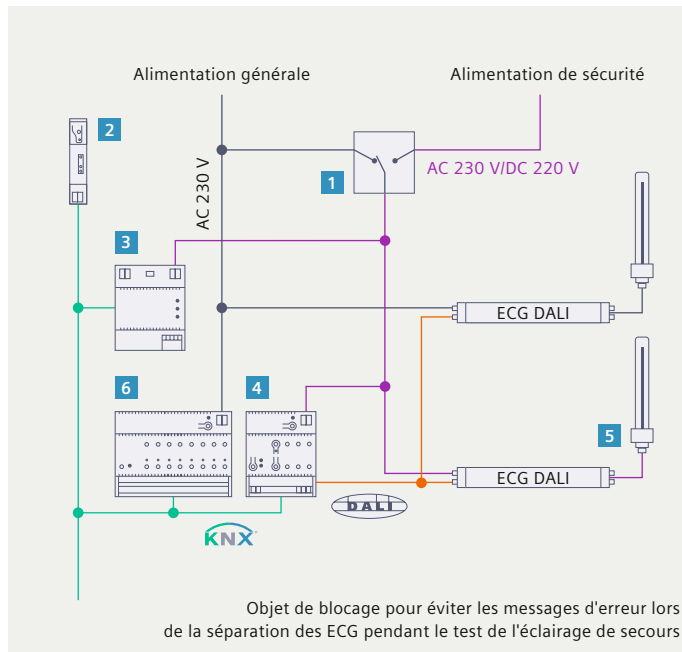 Alimentation générale
Alimentation de sécurité
2
AC 230 V
1
AC 230 V/DC 220 V
3
ECG DALI
6
4
5
ECG DALI
DALI
KNX
Objet de blocage pour éviter les messages d'erreur lors
de la séparation des ECG pendant le test de l'éclairage de secours